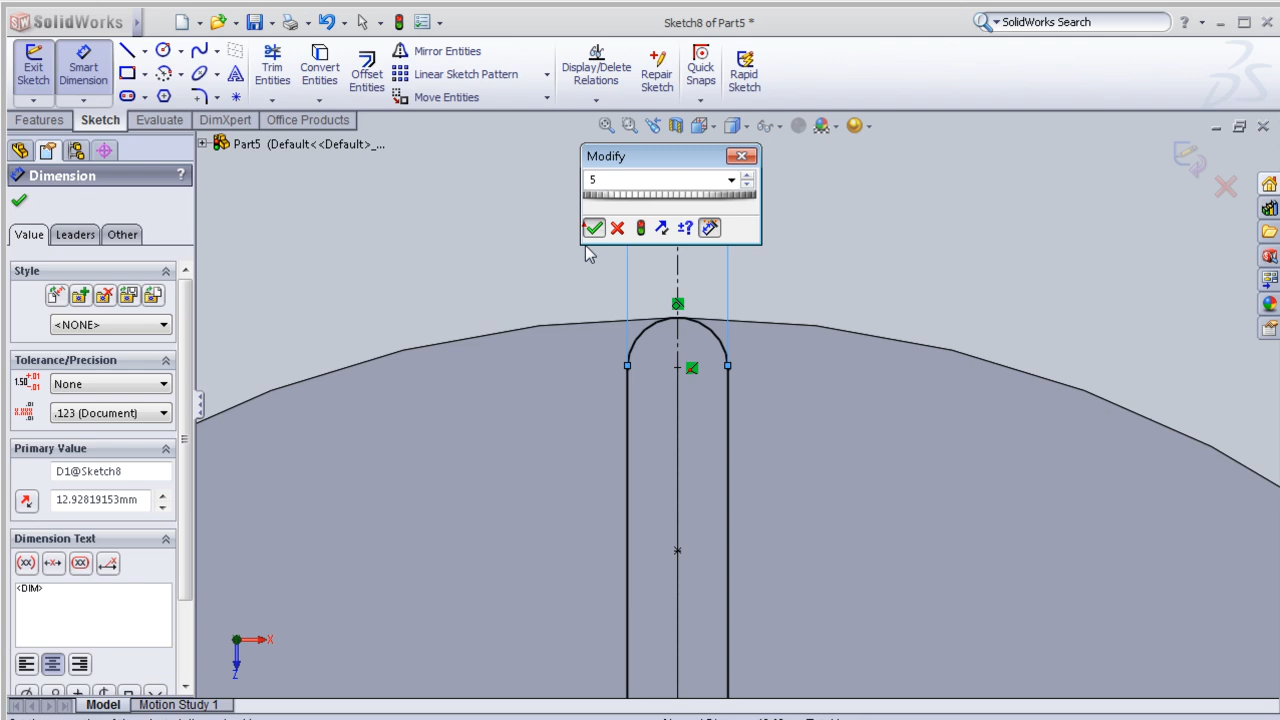 SolidWorks
Sketch8 of Part5 *
SolidWorks Search
?
Exit Sketch
Smart Dimension
Trim Entities
Convert Entities
Offset Entities
Mirror Entities
Linear Sketch Pattern
Move Entities
Display/Delete Relations
Repair Sketch
Quick Snaps
Rapid Sketch
Features
Sketch
Evaluate
DimXpert
Office Products
Part5 (Default<<Default>_...
Dimension
?
Value
Leaders
Other
Style
<NONE>
Tolerance/Precision
None
.123 (Document)
Primary Value
D1@Sketch8
12.92819153mm
Dimension Text
<DIM>
Modify
5
±?
X
Z
Model
Motion Study 1